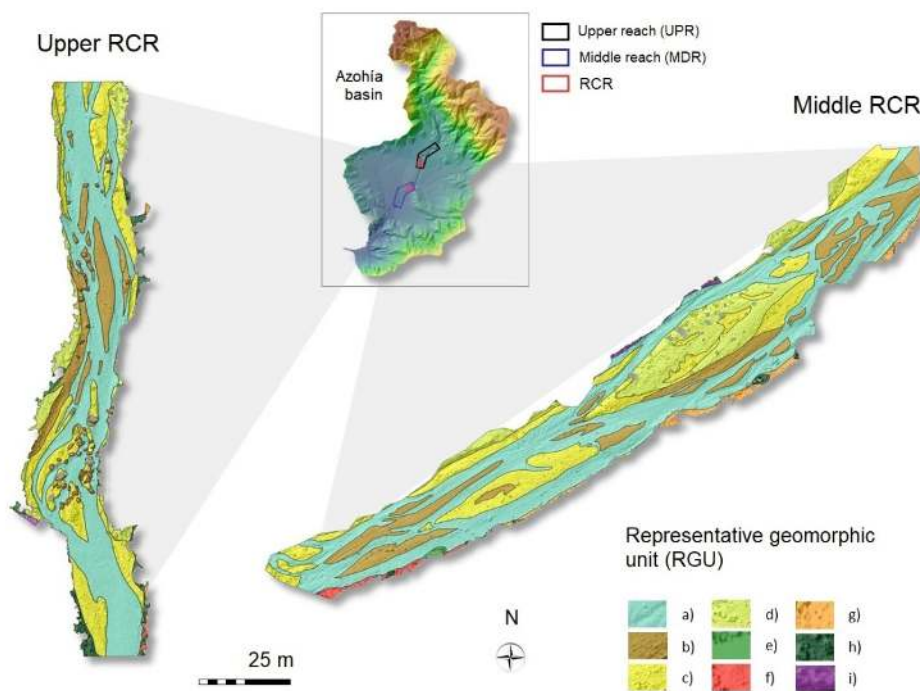 Upper RCR
Azohía
basin
Upper reach (UPR)
Middle reach (MDR)
RCR
Middle RCR
Representative geomorphic
unit (RGU)
a)
d)
g)
b)
e)
h)
c)
f)
i)
N
25 m